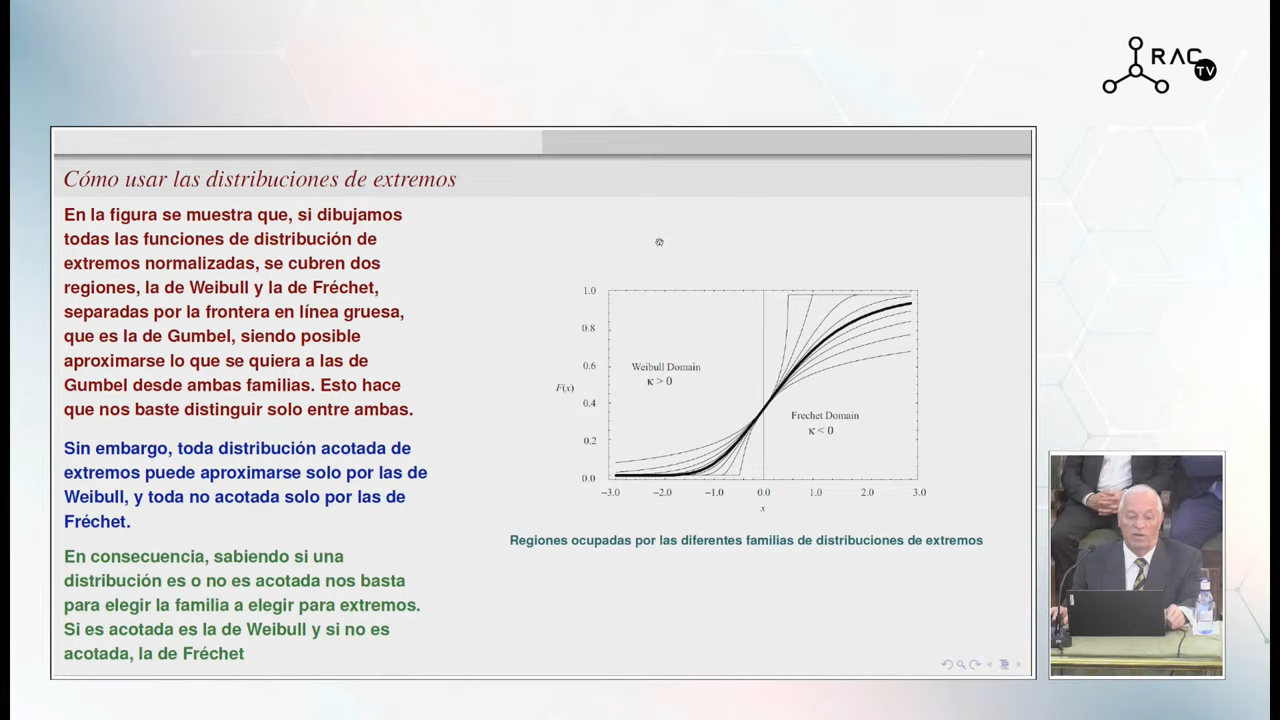 RAC
TV
Cómo usar las distribuciones de extremos
En la figura se muestra que, si dibujamos
todas las funciones de distribución de
extremos normalizadas, se cubren dos
regiones, la de Weibull y la de Fréchet,
separadas por la frontera en línea gruesa,
que es la de Gumbel, siendo posible
aproximarse lo que se quiera a las de
Gumbel desde ambas familias. Esto hace
que nos baste distinguir solo entre ambas.
Sin embargo, toda distribución acotada de
extremos puede aproximarse solo por las de
Weibull, y toda no acotada solo por las de
Fréchet.
En consecuencia, sabiendo si una
distribución es o no es acotada nos basta
para elegir la familia a elegir para extremos.
Si es acotada es la de Weibull y si no es
acotada, la de Fréchet
1.0
0.8
0.6
0.4
0.2
0.0
F(x)
Weibull Domain
κ > 0
Frechet Domain
κ < 0
−3.0 −2.0 −1.0 0.0 1.0 2.0 3.0
x
Regiones ocupadas por las diferentes familias de distribuciones de extremos